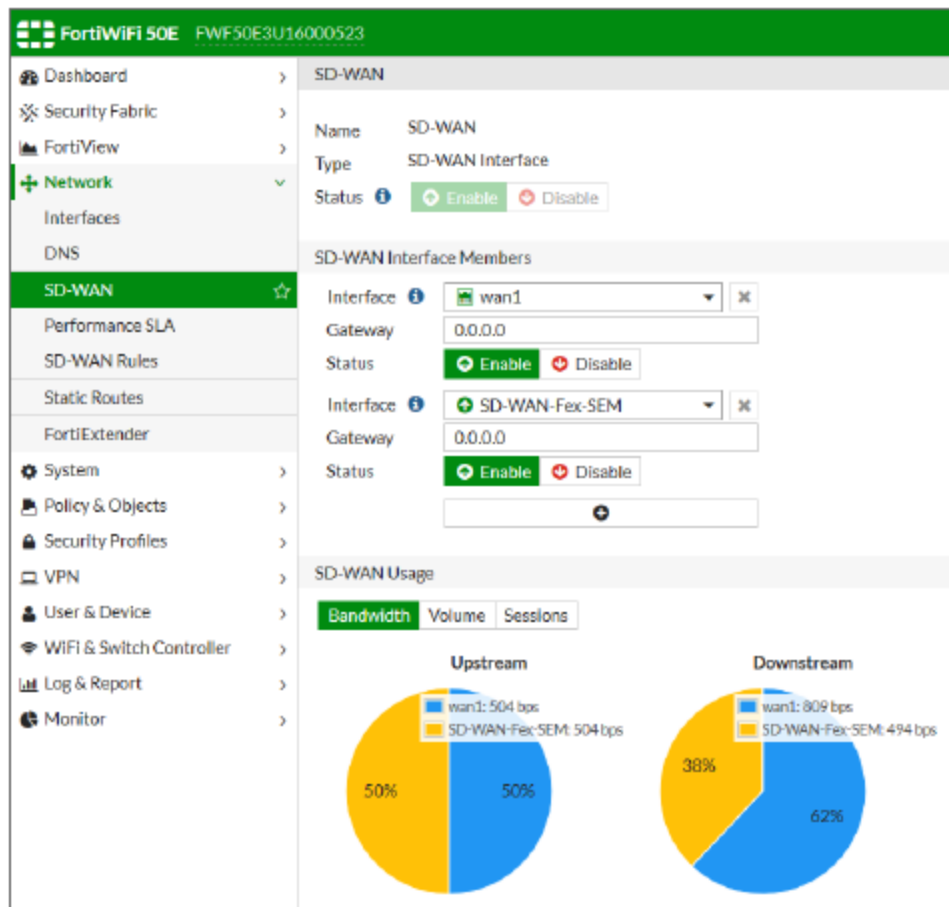 FortiWiFi 50E FWF50E3U16000523
Dashboard
Security Fabric
FortiView
Network
Interfaces
DNS
SD-WAN
Performance SLA
SD-WAN Rules
Static Routes
FortiExtender
System
Policy & Objects
Security Profiles
VPN
User & Device
WiFi & Switch Controller
Log & Report
Monitor
SD-WAN
Name SD-WAN
Type SD-WAN Interface
Status Enable Disable
SD-WAN Interface Members
Interface wan1
Gateway 0.0.0.0
Status Enable Disable
Interface SD-WAN-Fex-SEM
Gateway 0.0.0.0
Status Enable Disable
SD-WAN Usage
Bandwidth Volume Sessions
Upstream
wan1: 504 bps
SD-WAN-Fex-SEM: 504 bps
50% 50%
Downstream
wan1: 809 bps
SD-WAN-Fex-SEM: 494 bps
38%
62%